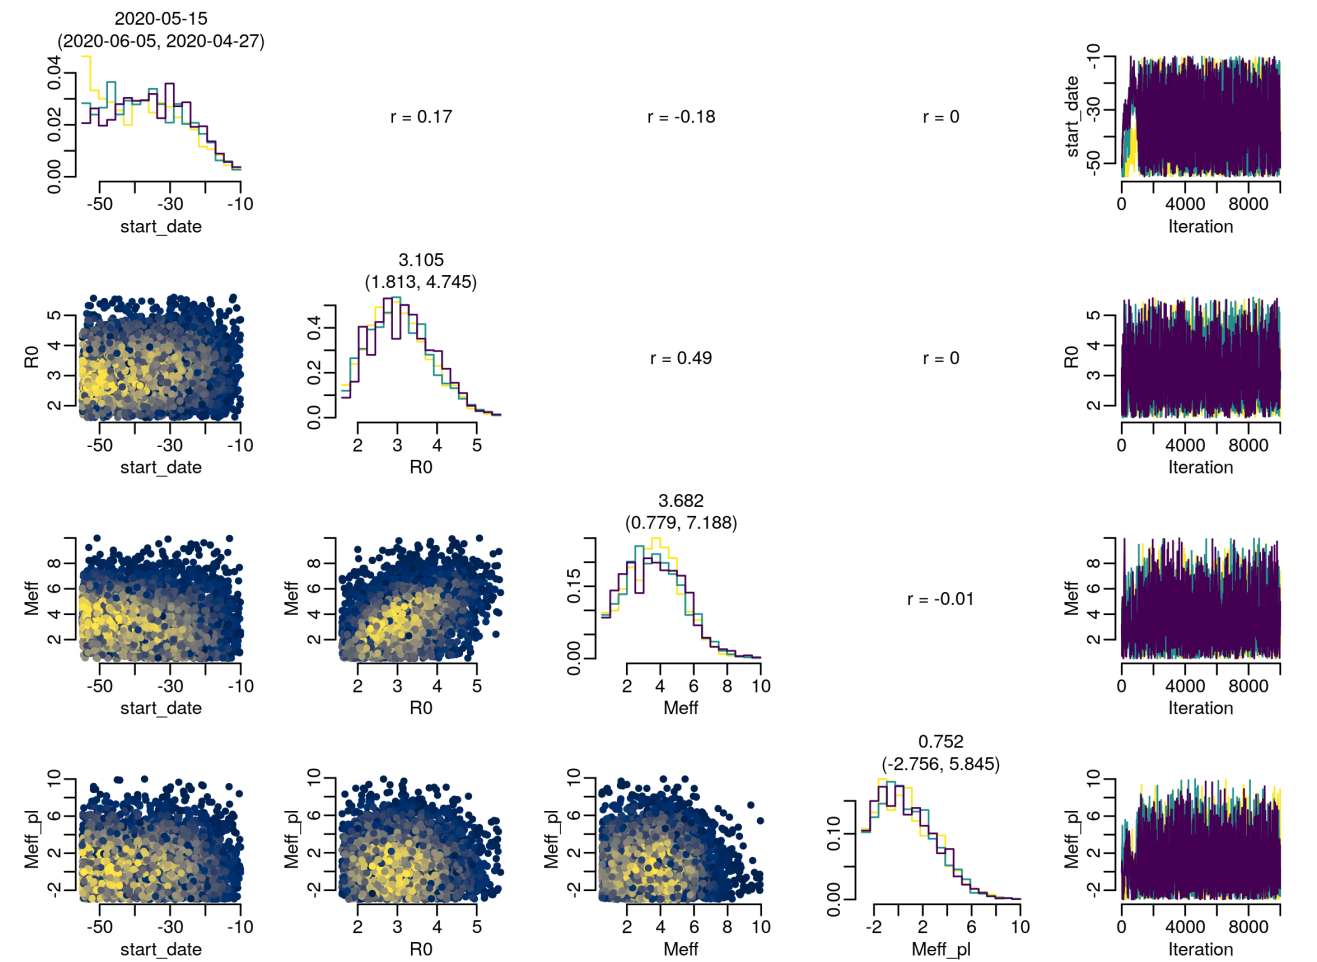 2020-05-15
(2020-06-05, 2020-04-27)
0.00 0.02 0.04
-50 -30 -10
start_date
r = 0.17
r = -0.18
r = 0
start_date
-50 -30 -10
0 4000 8000
Iteration
R0
2 3 4 5
-50 -30 -10
start_date
3.105
(1.813, 4.745)
0.0 0.2 0.4
2 3 4 5
R0
r = 0.49
r = 0
R0
2 3 4 5
0 4000 8000
Iteration
Meff
2 4 6 8
-50 -30 -10
start_date
Meff
2 4 6 8
2 3 4 5
R0
3.682
(0.779, 7.188)
0.00 0.15
2 4 6 8 10
Meff
r = -0.01
Meff
2 4 6 8
0 4000 8000
Iteration
Meff_pl
-2 2 6 10
-50 -30 -10
start_date
Meff_pl
-2 2 6 10
2 3 4 5
R0
Meff_pl
-2 2 6 10
2 4 6 8 10
Meff
0.752
(-2.756, 5.845)
0.00 0.10
-2 2 6 10
Meff_pl
Meff_pl
-2 2 6 10
0 4000 8000
Iteration